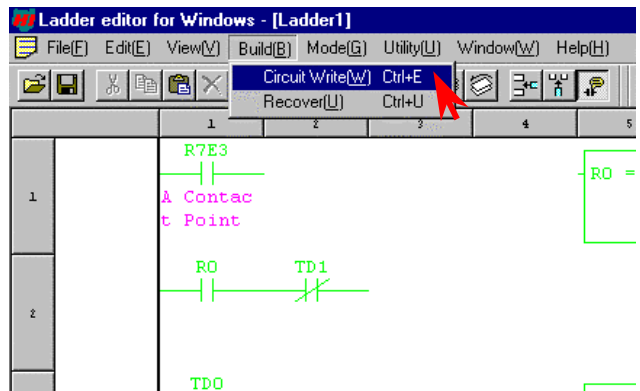 Ladder editor for Windows - [Ladder1]
File(F) Edit(E) View(V) Build(B) Mode(G) Utility(U) Window(W) Help(H)
Circuit Write(W) Ctrl+E
Recover(U) Ctrl+U
1 2 3 4 5
R7E3
R0 =
1
A Contac
t Point
R0 TD1
2
TD0